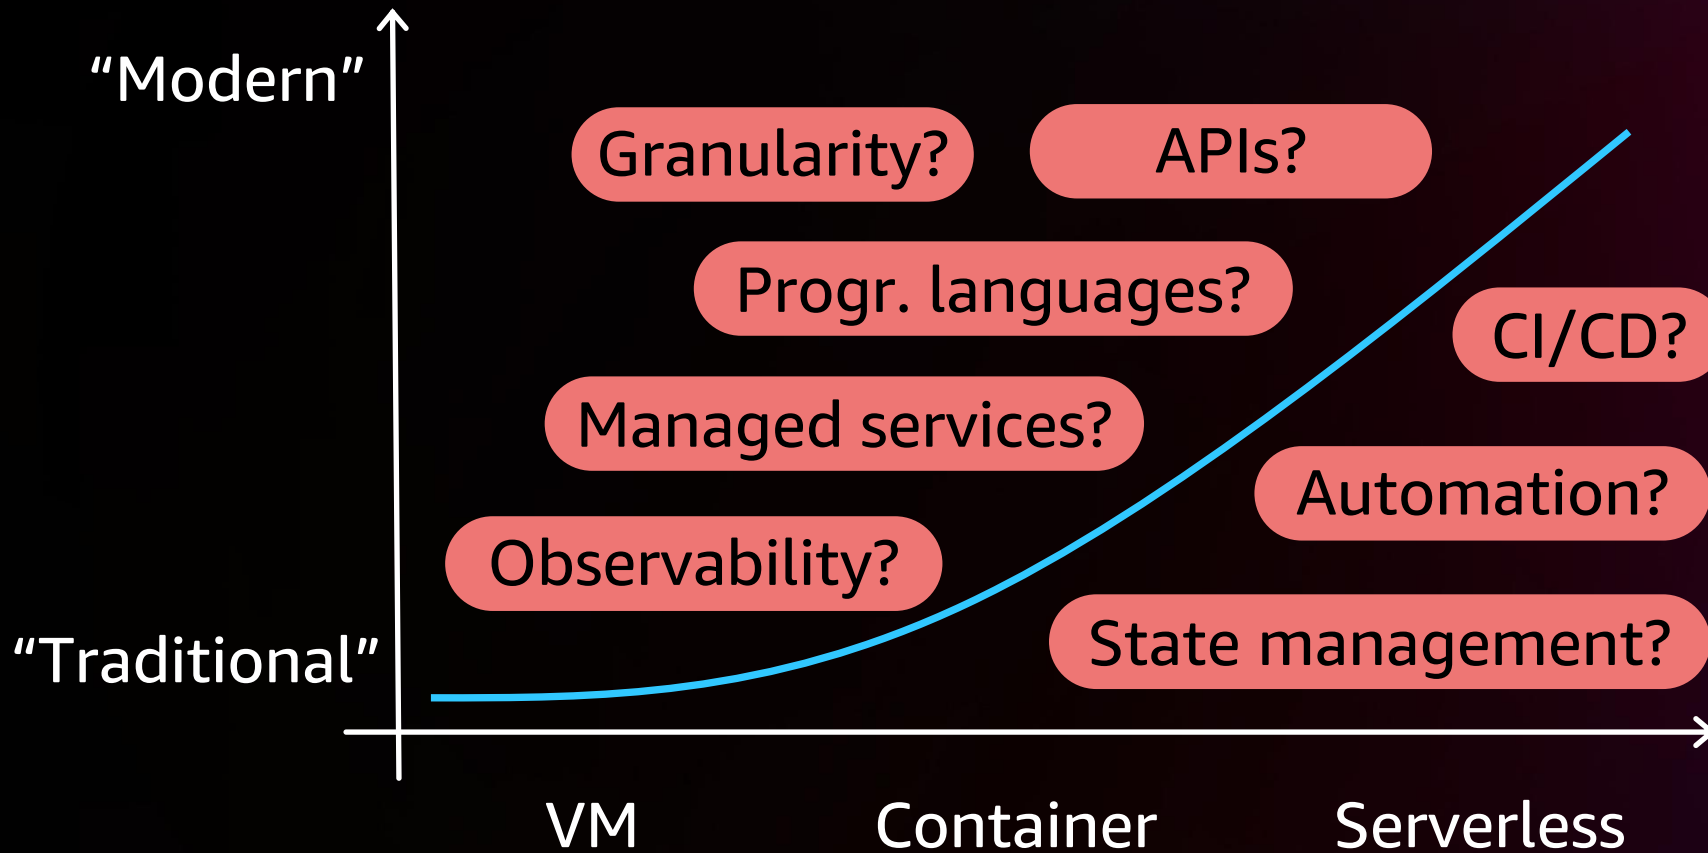 “Modern”
Granularity?
APIs?
Progr. languages?
CI/CD?
Managed services?
Automation?
Observability?
State management?
“Traditional”
VM
Container
Serverless